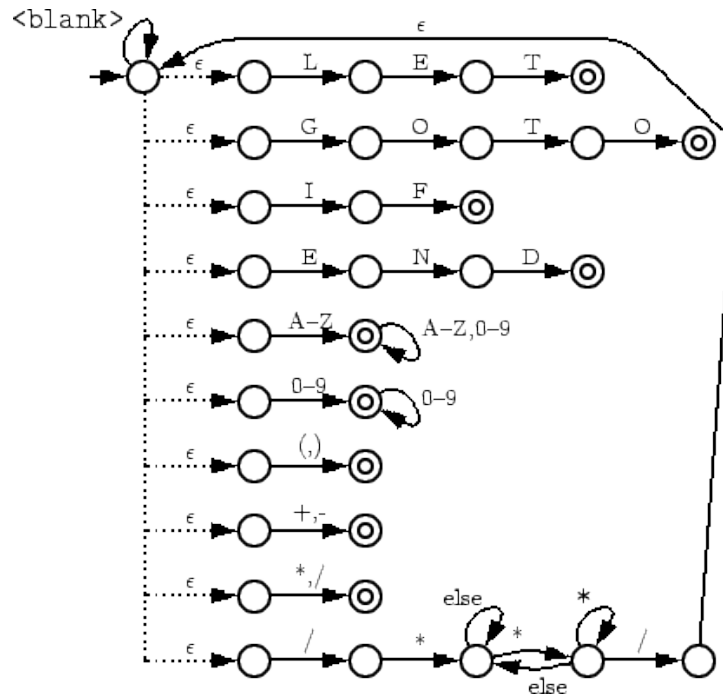 <blank>
ϵ
ϵ L E T
ϵ G O T O
ϵ I F
ϵ E N D
ϵ A–Z A–Z,0–9
ϵ 0–9 0–9
ϵ (,)
ϵ +,-
ϵ *,/
else * *
ϵ / * /
else